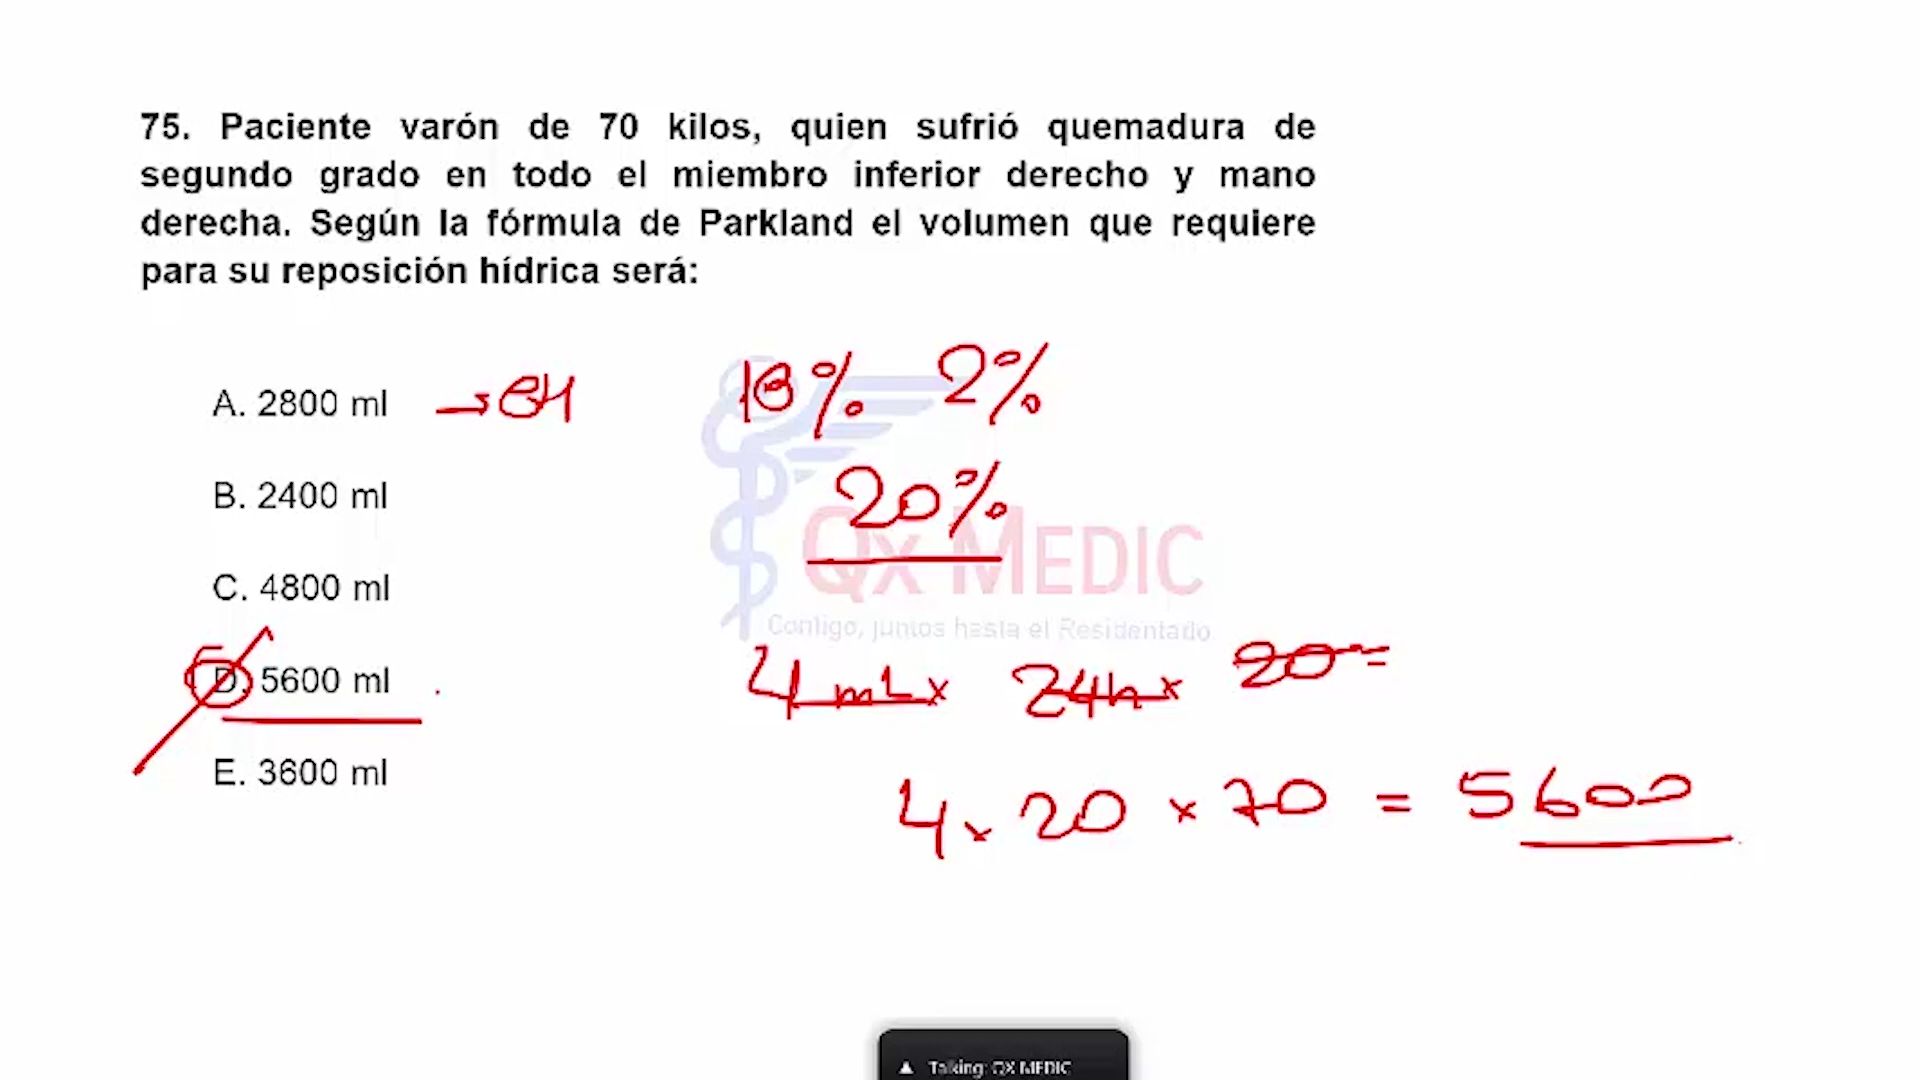 75. Paciente varón de 70 kilos, quien sufrió quemadura de
segundo grado en todo el miembro inferior derecho y mano
derecha. Según la fórmula de Parkland el volumen que requiere
para su reposición hídrica será:
A. 2800 ml → 8H
18% 2%
B. 2400 ml
20%
QX MEDIC
Contigo, juntos hasta el Residentado
C. 4800 ml
D. 5600 ml
4 mL x 24h x 20 =
E. 3600 ml
4 x 20 x 70 = 5600
Talking: QX MEDIC